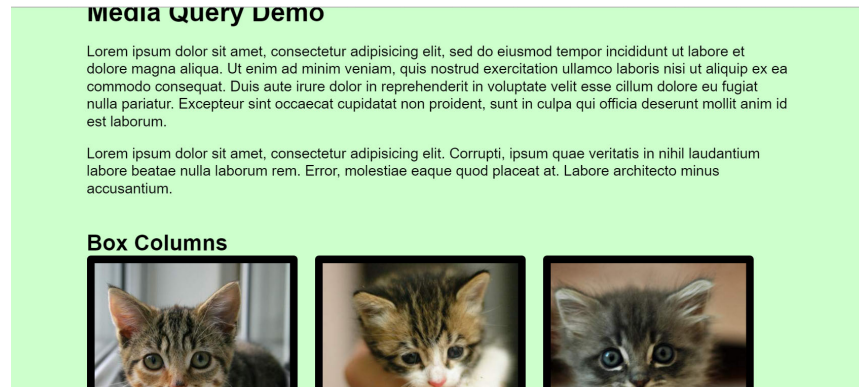 Media Query Demo
Lorem ipsum dolor sit amet, consectetur adipisicing elit, sed do eiusmod tempor incididunt ut labore et
dolore magna aliqua. Ut enim ad minim veniam, quis nostrud exercitation ullamco laboris nisi ut aliquip ex ea
commodo consequat. Duis aute irure dolor in reprehenderit in voluptate velit esse cillum dolore eu fugiat
nulla pariatur. Excepteur sint occaecat cupidatat non proident, sunt in culpa qui officia deserunt mollit anim id
est laborum.
Lorem ipsum dolor sit amet, consectetur adipisicing elit. Corrupti, ipsum quae veritatis in nihil laudantium
labore beatae nulla laborum rem. Error, molestiae eaque quod placeat at. Labore architecto minus
accusantium.
Box Columns